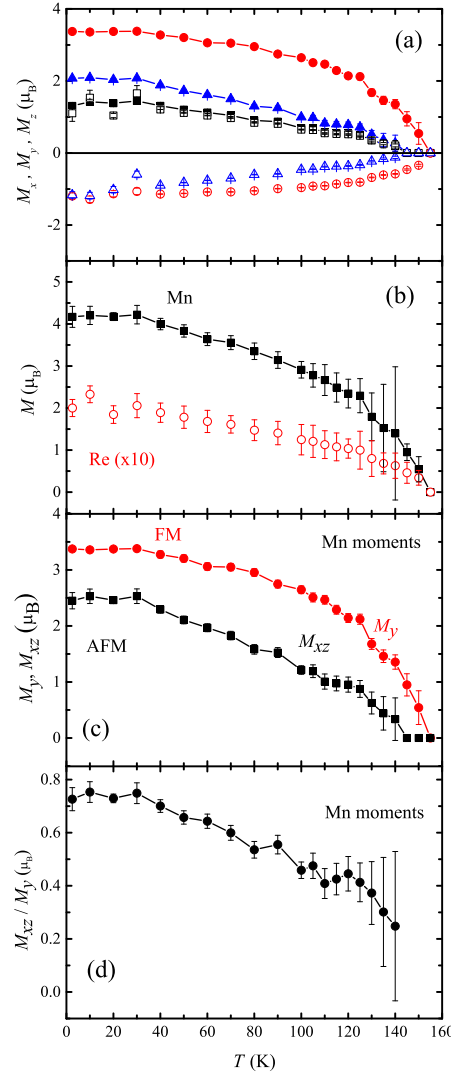 (a)
2
0
-2
M_x , M_y , M_z (μ_B)
(b)
Mn
5
4
3
2
1
0
M (μ_B)
Re (x10)
FM
Mn moments
3
2
1
0
M_y, M_xz (μ_B)
AFM
M_xz
M_y
(c)
0.8
0.6
0.4
0.2
0.0
M_xz / M_y (μ_B)
Mn moments
(d)
0 20 40 60 80 100 120 140 160
T (K)